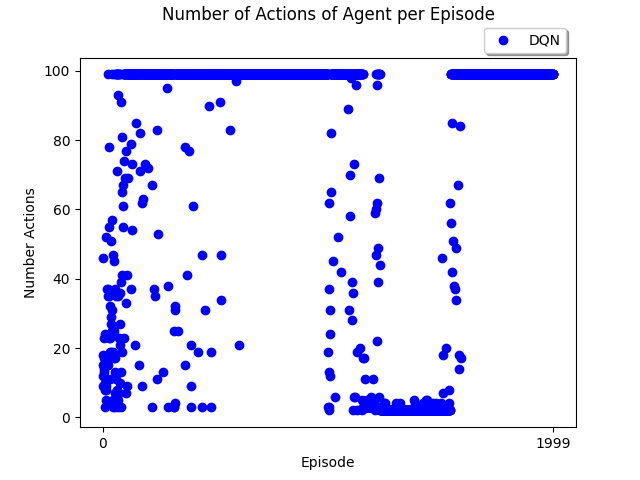 Number of Actions of Agent per Episode
DQN
100
80
60
40
20
0
Number Actions
0 1999
Episode